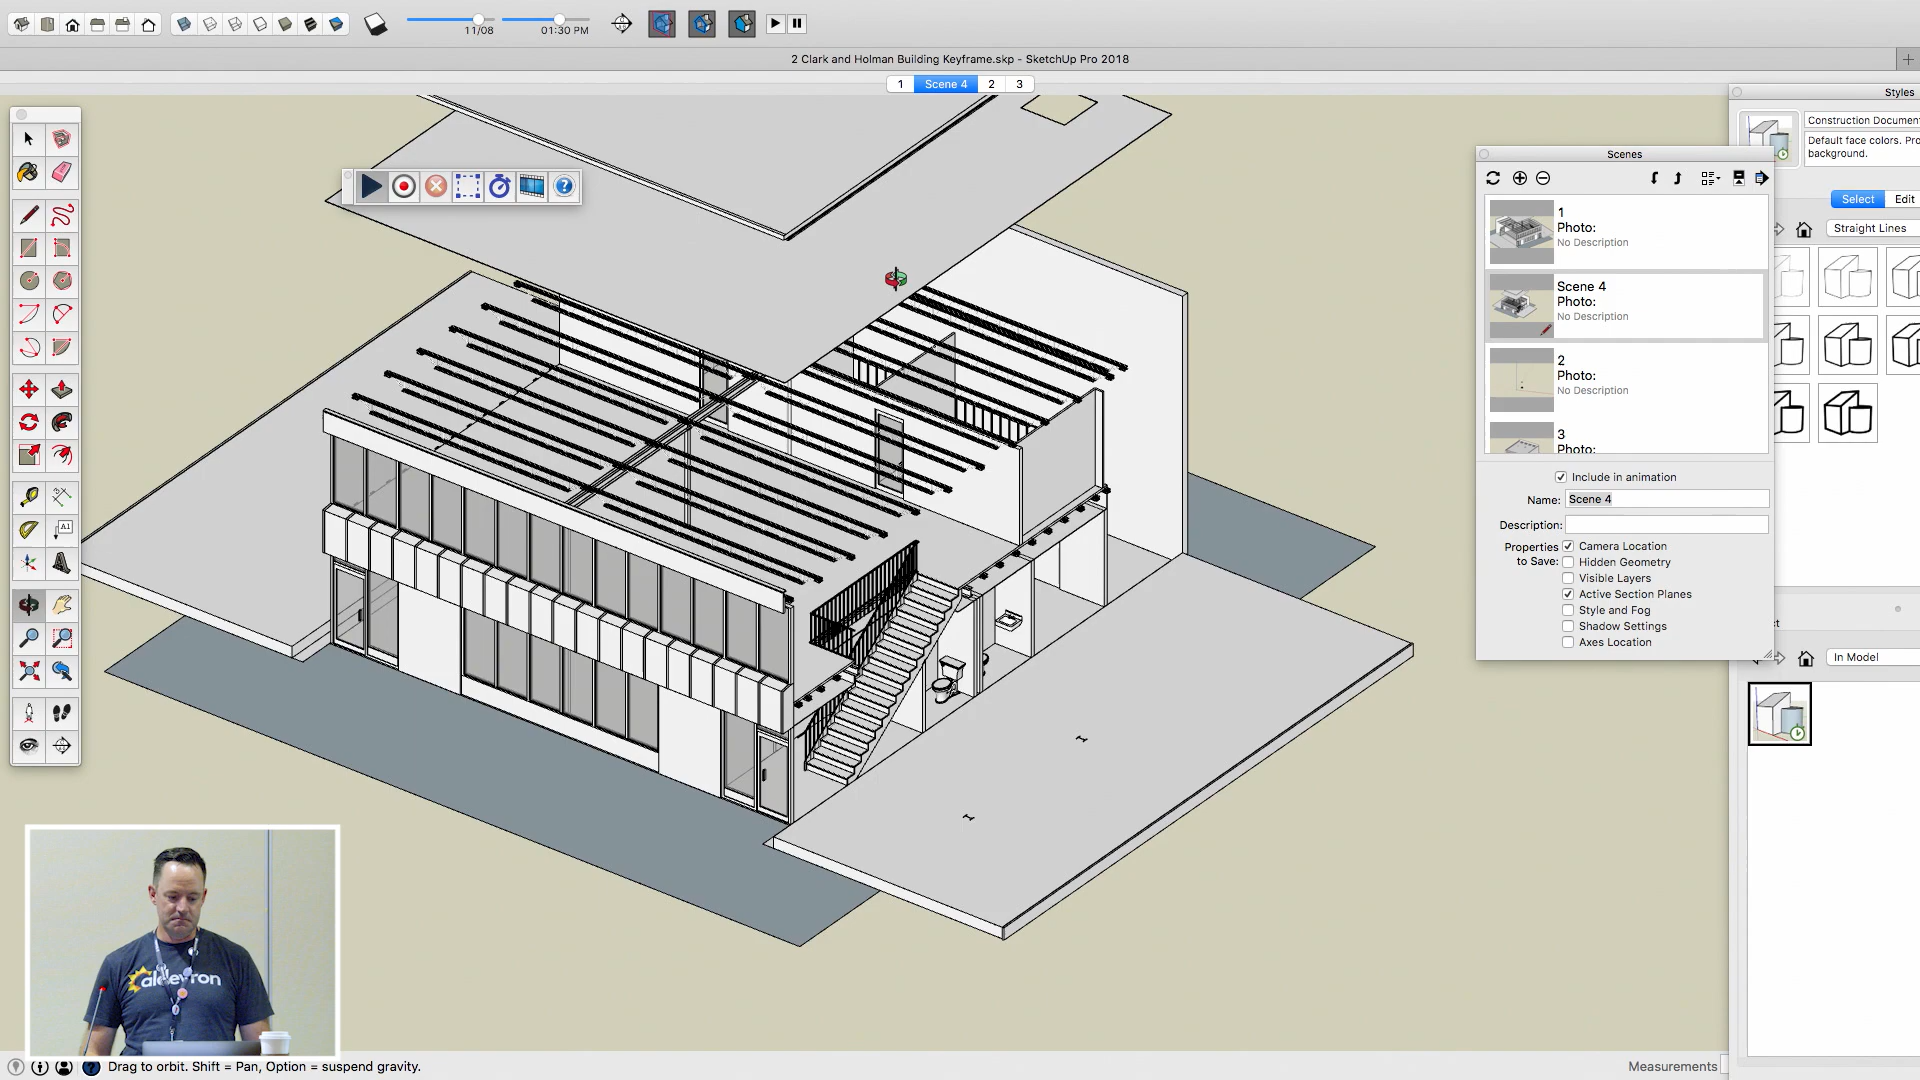 11/08
01:30 PM
2 Clark and Holman Building Keyframe.skp - SketchUp Pro 2018
1
Scene 4
2
3
Styles
Construction Documen
Default face colors. Pro
background.
Select
Edit
Straight Lines
Scenes
1
Photo:
No Description
Scene 4
Photo:
No Description
2
Photo:
No Description
3
Photo:
Include in animation
Name: Scene 4
Description:
Properties
to Save:
Camera Location
Hidden Geometry
Visible Layers
Active Section Planes
Style and Fog
Shadow Settings
Axes Location
ct
In Model
A1
Drag to orbit. Shift = Pan, Option = suspend gravity.
Measurements